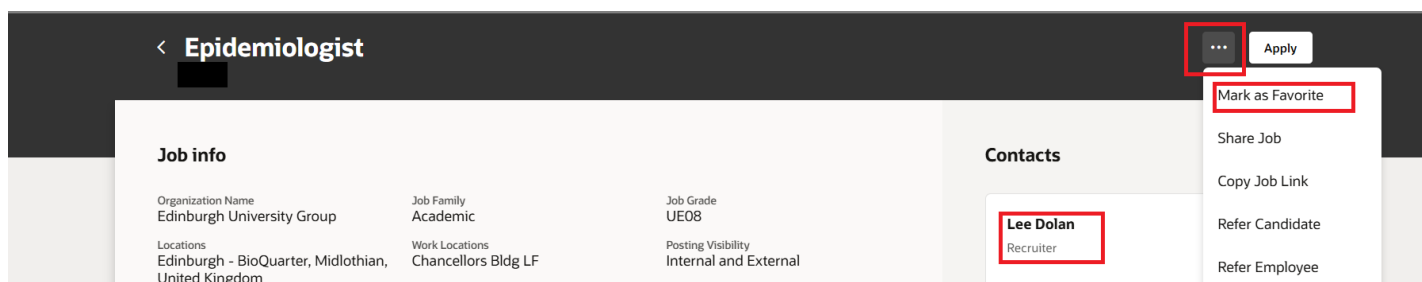 < Epidemiologist
... Apply
Mark as Favorite
Share Job
Copy Job Link
Refer Candidate
Refer Employee
Job info
Organization Name
Edinburgh University Group
Job Family
Academic
Job Grade
UE08
Locations
Edinburgh - BioQuarter, Midlothian,
United Kingdom
Work Locations
Chancellors Bldg LF
Posting Visibility
Internal and External
Contacts
Lee Dolan
Recruiter